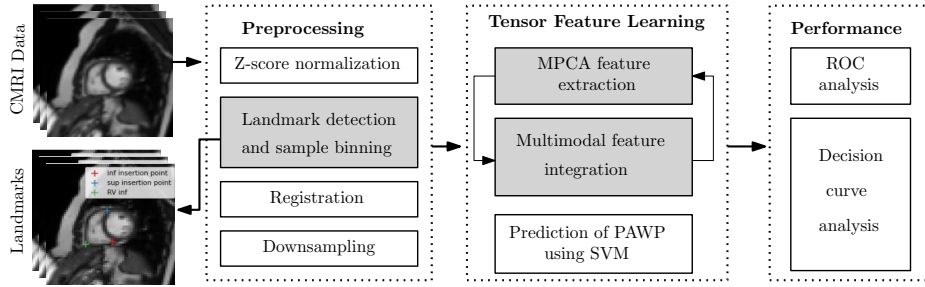 CMRI Data
Landmarks
inf insertion point
sup insertion point
RV inf
Preprocessing
Z-score normalization
Landmark detection
and sample binning
Registration
Downsampling
Tensor Feature Learning
MPCA feature
extraction
Multimodal feature
integration
Prediction of PAWP
using SVM
Performance
ROC
analysis
Decision
curve
analysis